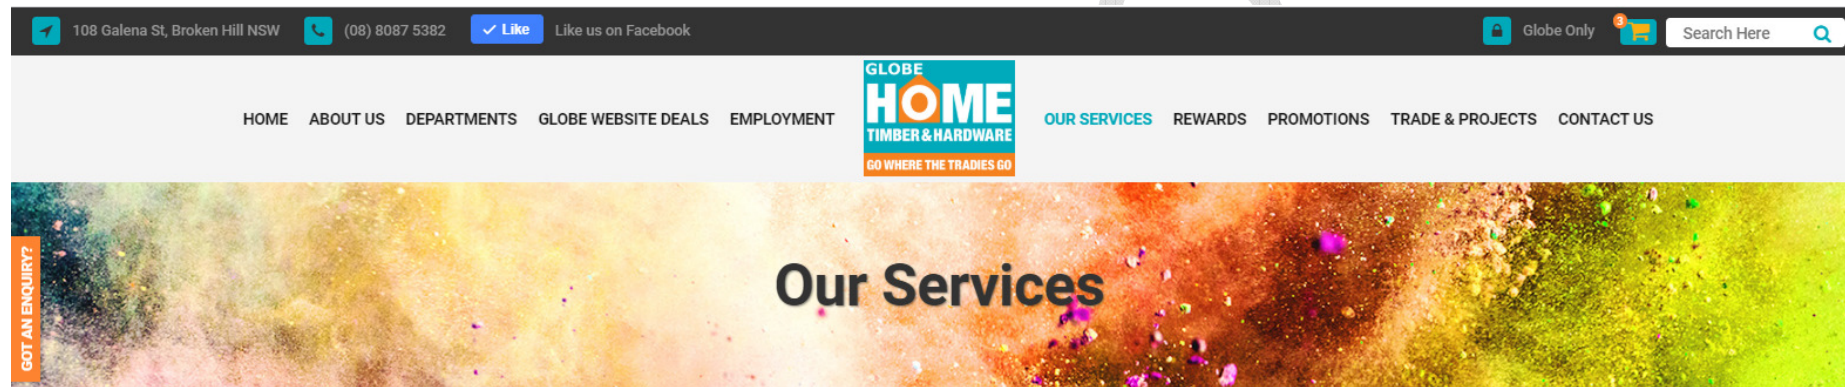 108 Galena St, Broken Hill NSW (08) 8087 5382 Like Like us on Facebook Globe Only 3 Search Here
HOME ABOUT US DEPARTMENTS GLOBE WEBSITE DEALS EMPLOYMENT
GLOBE
HOME
TIMBER & HARDWARE
GO WHERE THE TRADIES GO
OUR SERVICES REWARDS PROMOTIONS TRADE & PROJECTS CONTACT US
GOT AN ENQUIRY?
Our Services